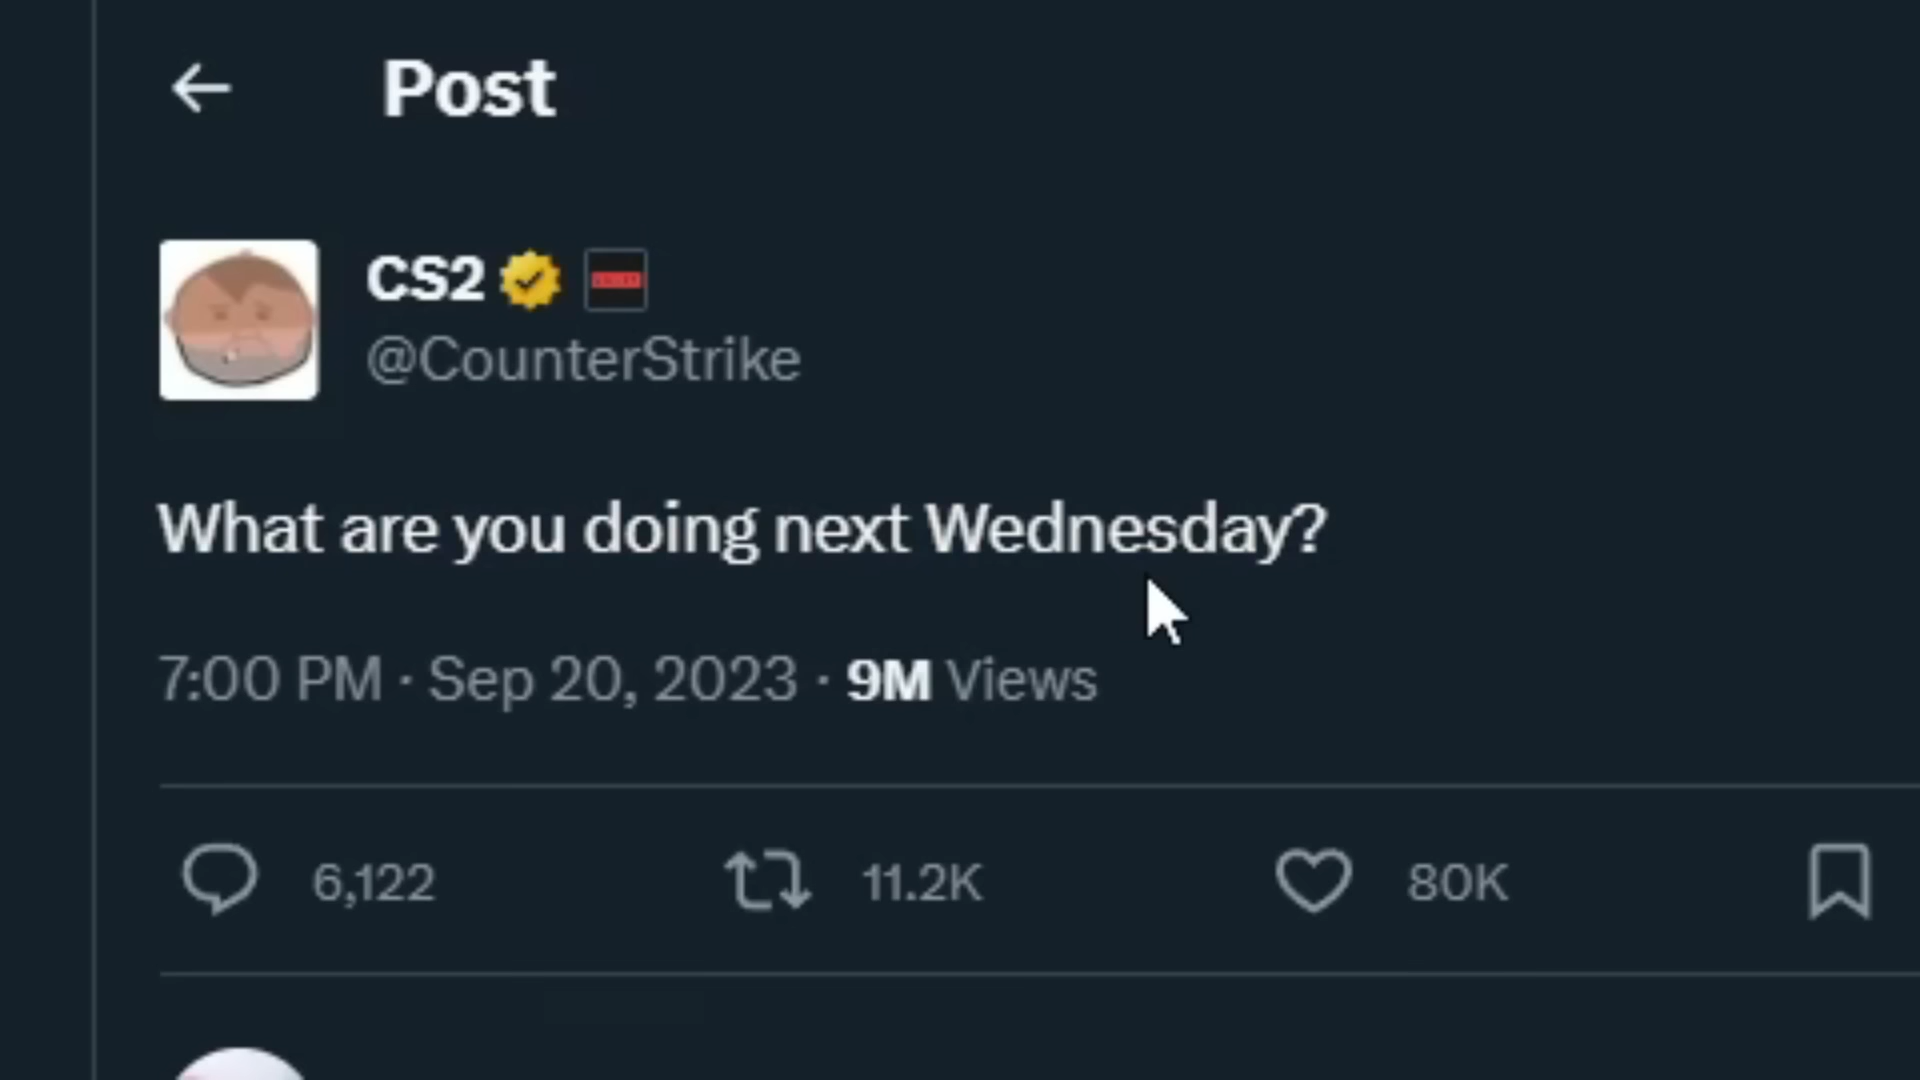 Post
CS2
@CounterStrike
What are you doing next Wednesday?
7:00 PM · Sep 20, 2023 · 9M Views
6,122 11.2K 80K